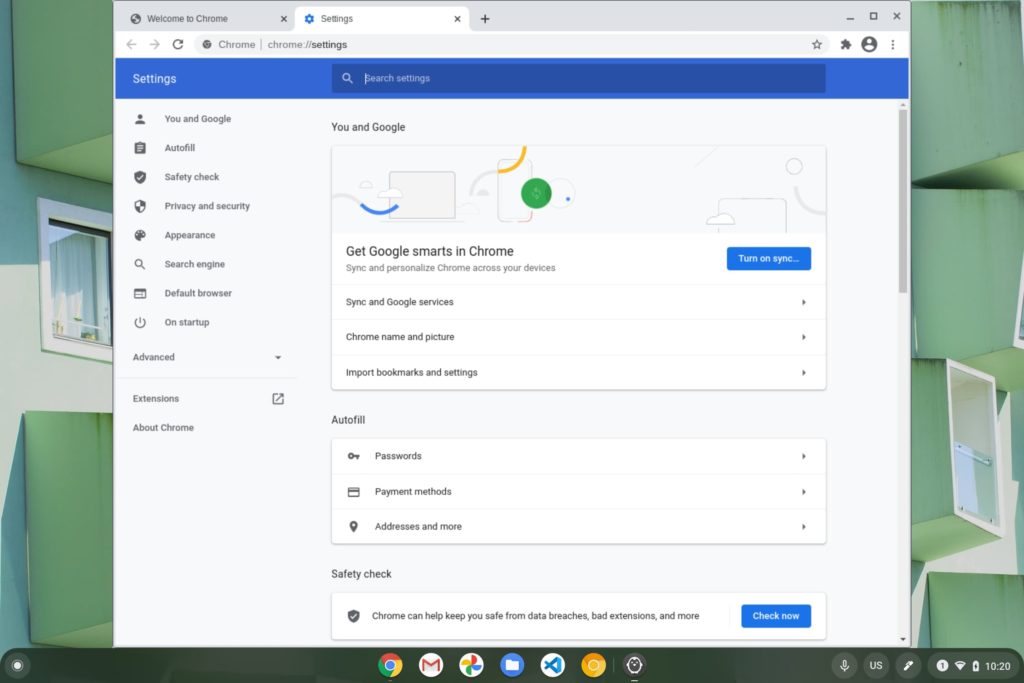 Welcome to Chrome
Settings
Chrome | chrome://settings
Settings
Search settings
You and Google
Autofill
Safety check
Privacy and security
Appearance
Search engine
Default browser
On startup
Advanced
Extensions
About Chrome
You and Google
Get Google smarts in Chrome
Sync and personalize Chrome across your devices
Turn on sync...
Sync and Google services
Chrome name and picture
Import bookmarks and settings
Autofill
Passwords
Payment methods
Addresses and more
Safety check
Chrome can help keep you safe from data breaches, bad extensions, and more
Check now
US
1
10:20